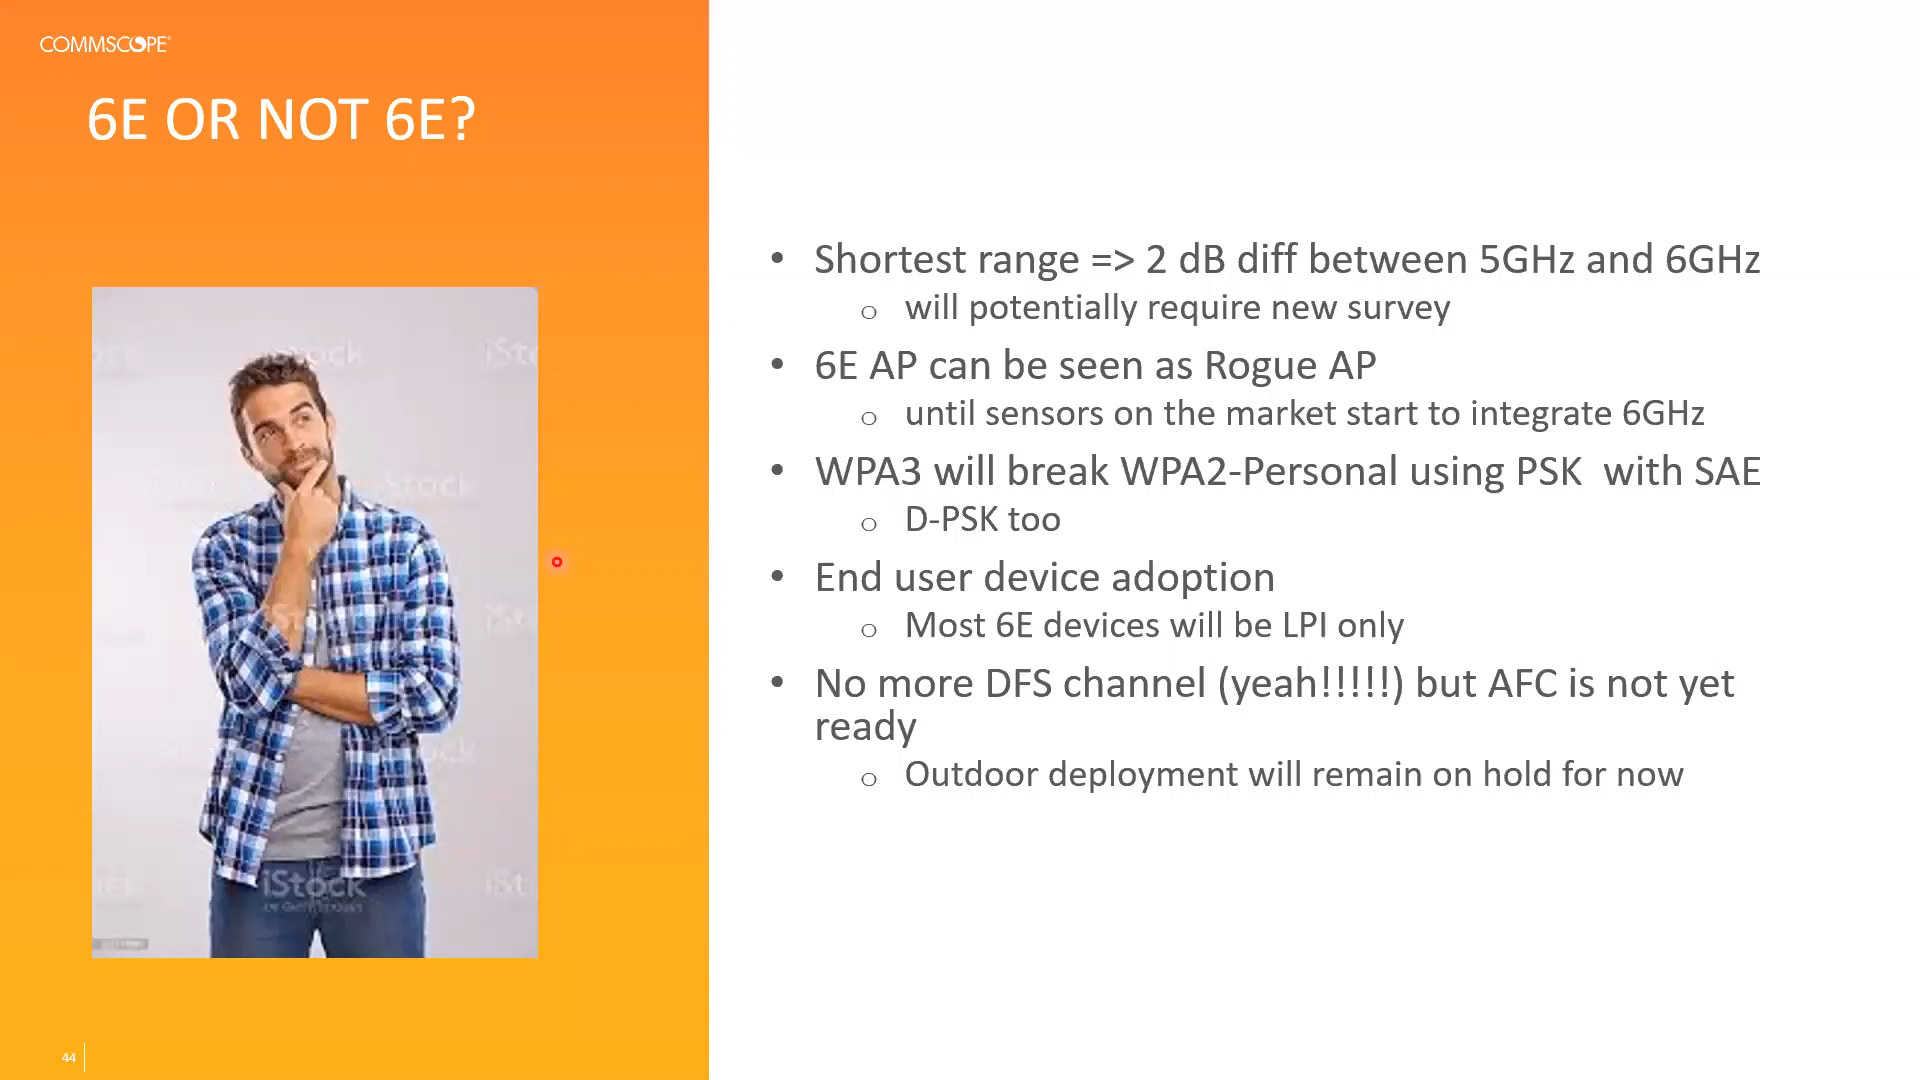 COMMSCOPE
6E OR NOT 6E?
• Shortest range => 2 dB diff between 5GHz and 6GHz
o will potentially require new survey
• 6E AP can be seen as Rogue AP
o until sensors on the market start to integrate 6GHz
• WPA3 will break WPA2-Personal using PSK  with SAE
o D-PSK too
• End user device adoption
o Most 6E devices will be LPI only
• No more DFS channel (yeah!!!!!) but AFC is not yet
ready
o Outdoor deployment will remain on hold for now
iStock
44